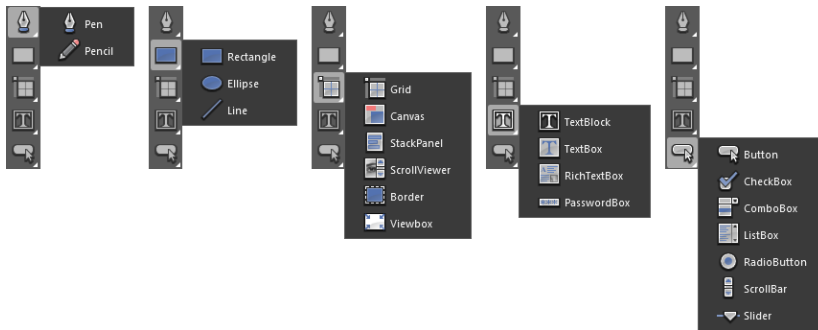 Pen
Pencil
Rectangle
Ellipse
Line
Grid
Canvas
StackPanel
ScrollViewer
Border
Viewbox
TextBlock
TextBox
RichTextBox
PasswordBox
Button
CheckBox
ComboBox
ListBox
RadioButton
ScrollBar
Slider